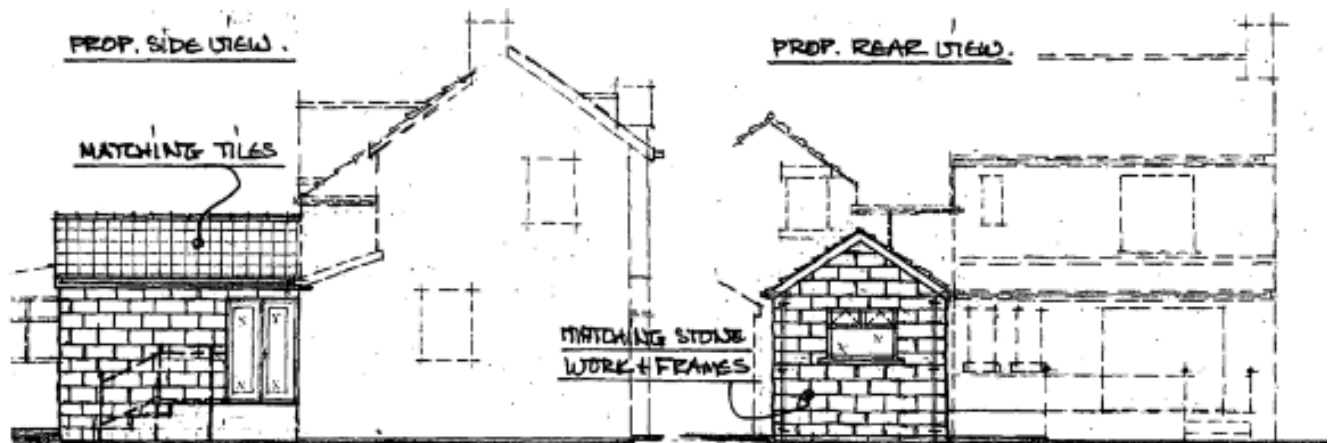 PROP. SIDE VIEW.
PROP. REAR VIEW.
MATCHING TILES
MATCHING STONE
WORK + FRAMES